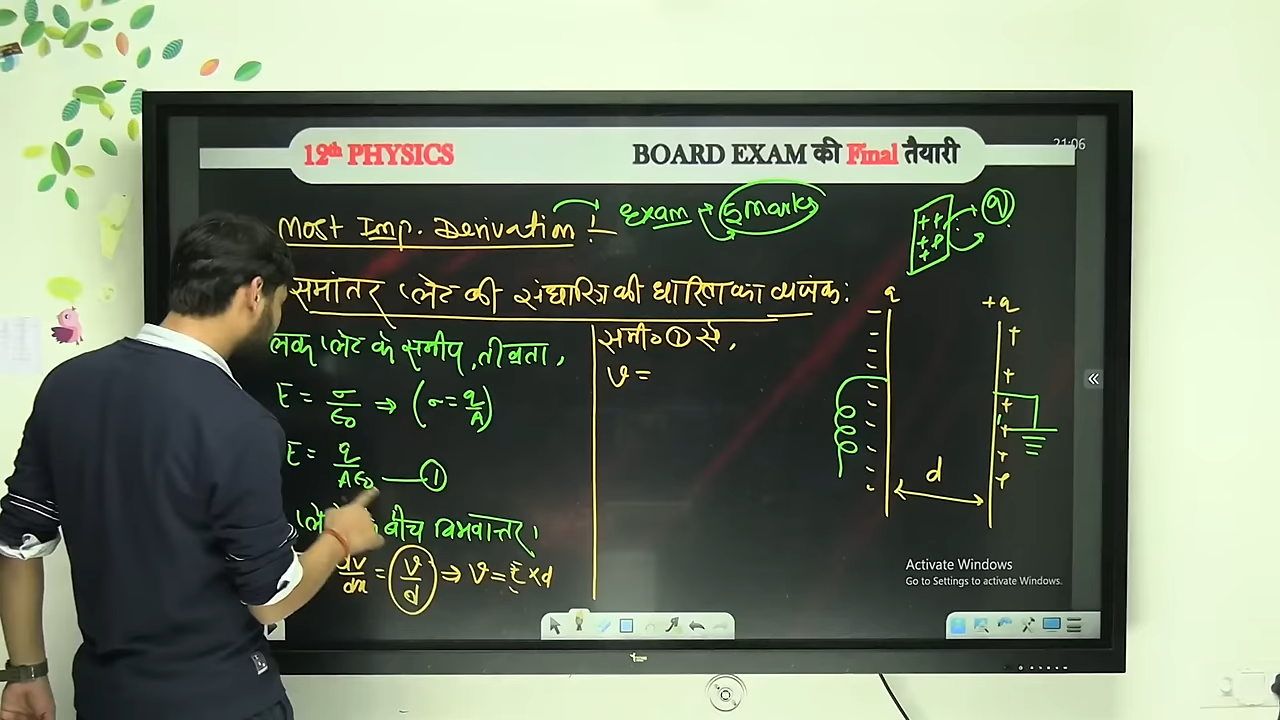 12th PHYSICS
BOARD EXAM की Final तैयारी
21:06
Most Imp. Derivation !
Exam → 5 marks
++
++
q
समांतर प्लेट की संधारित्र की धारिता का व्यंजक:
प्लेट के समीप तीव्रता,
E = σ/ε₀ ⇒ (σ = q/A)
E = q/Aε₀ — ①
बीच विभवान्तर,
dv/dx = V/d ⇒ V = E × d
समी० ① से,
V =
q
+q
d
Activate Windows
Go to Settings to activate Windows.